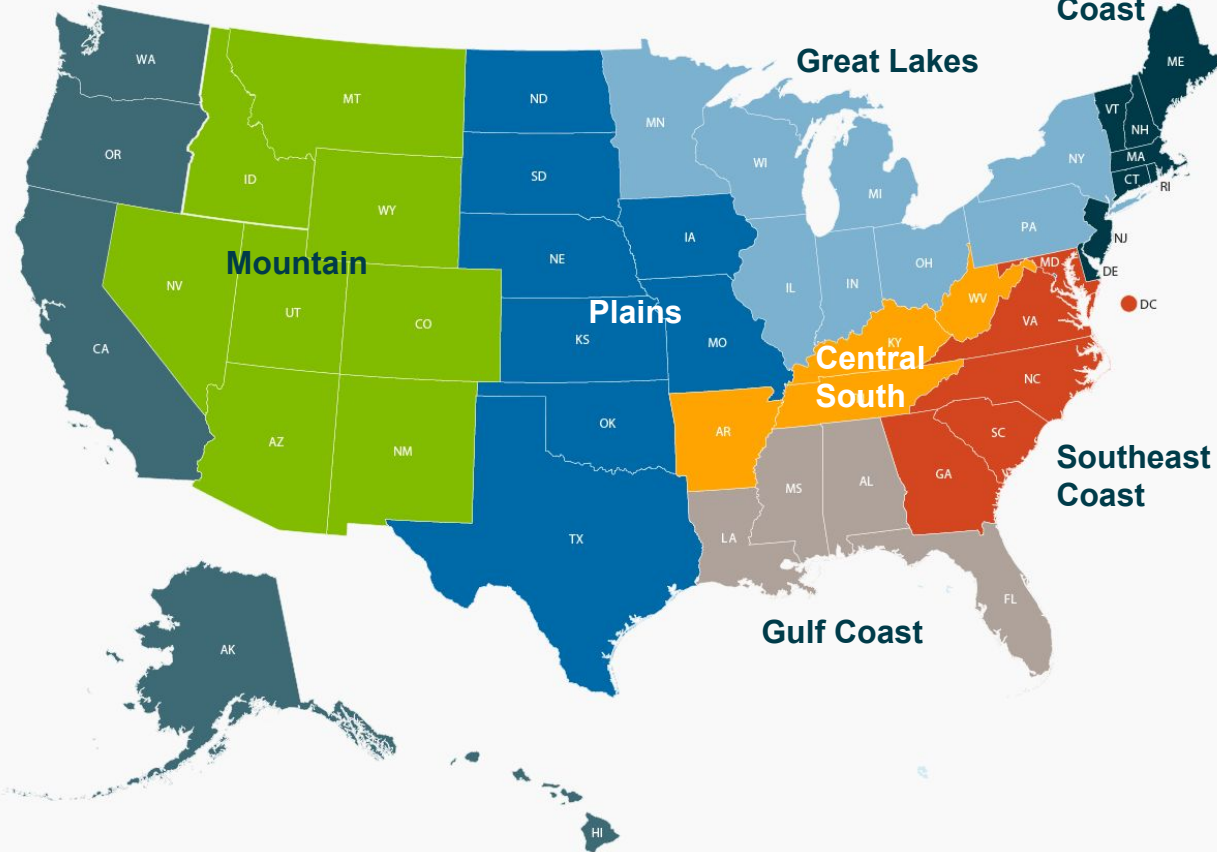 Coast
Great Lakes
ME
WA
VT
MT
ND
MN
NH
OR
MA
WI
NY
ID
SD
CT
MI
RI
WY
IA
PA
NJ
Mountain
NE
OH
MD
NV
IL
IN
DE
WV
UT
Plains
DC
CO
VA
KS
MO
KY
CA
Central
South
NC
OK
AR
AZ
NM
SC
Southeast
Coast
GA
AL
MS
TX
LA
FL
Gulf Coast
AK
HI